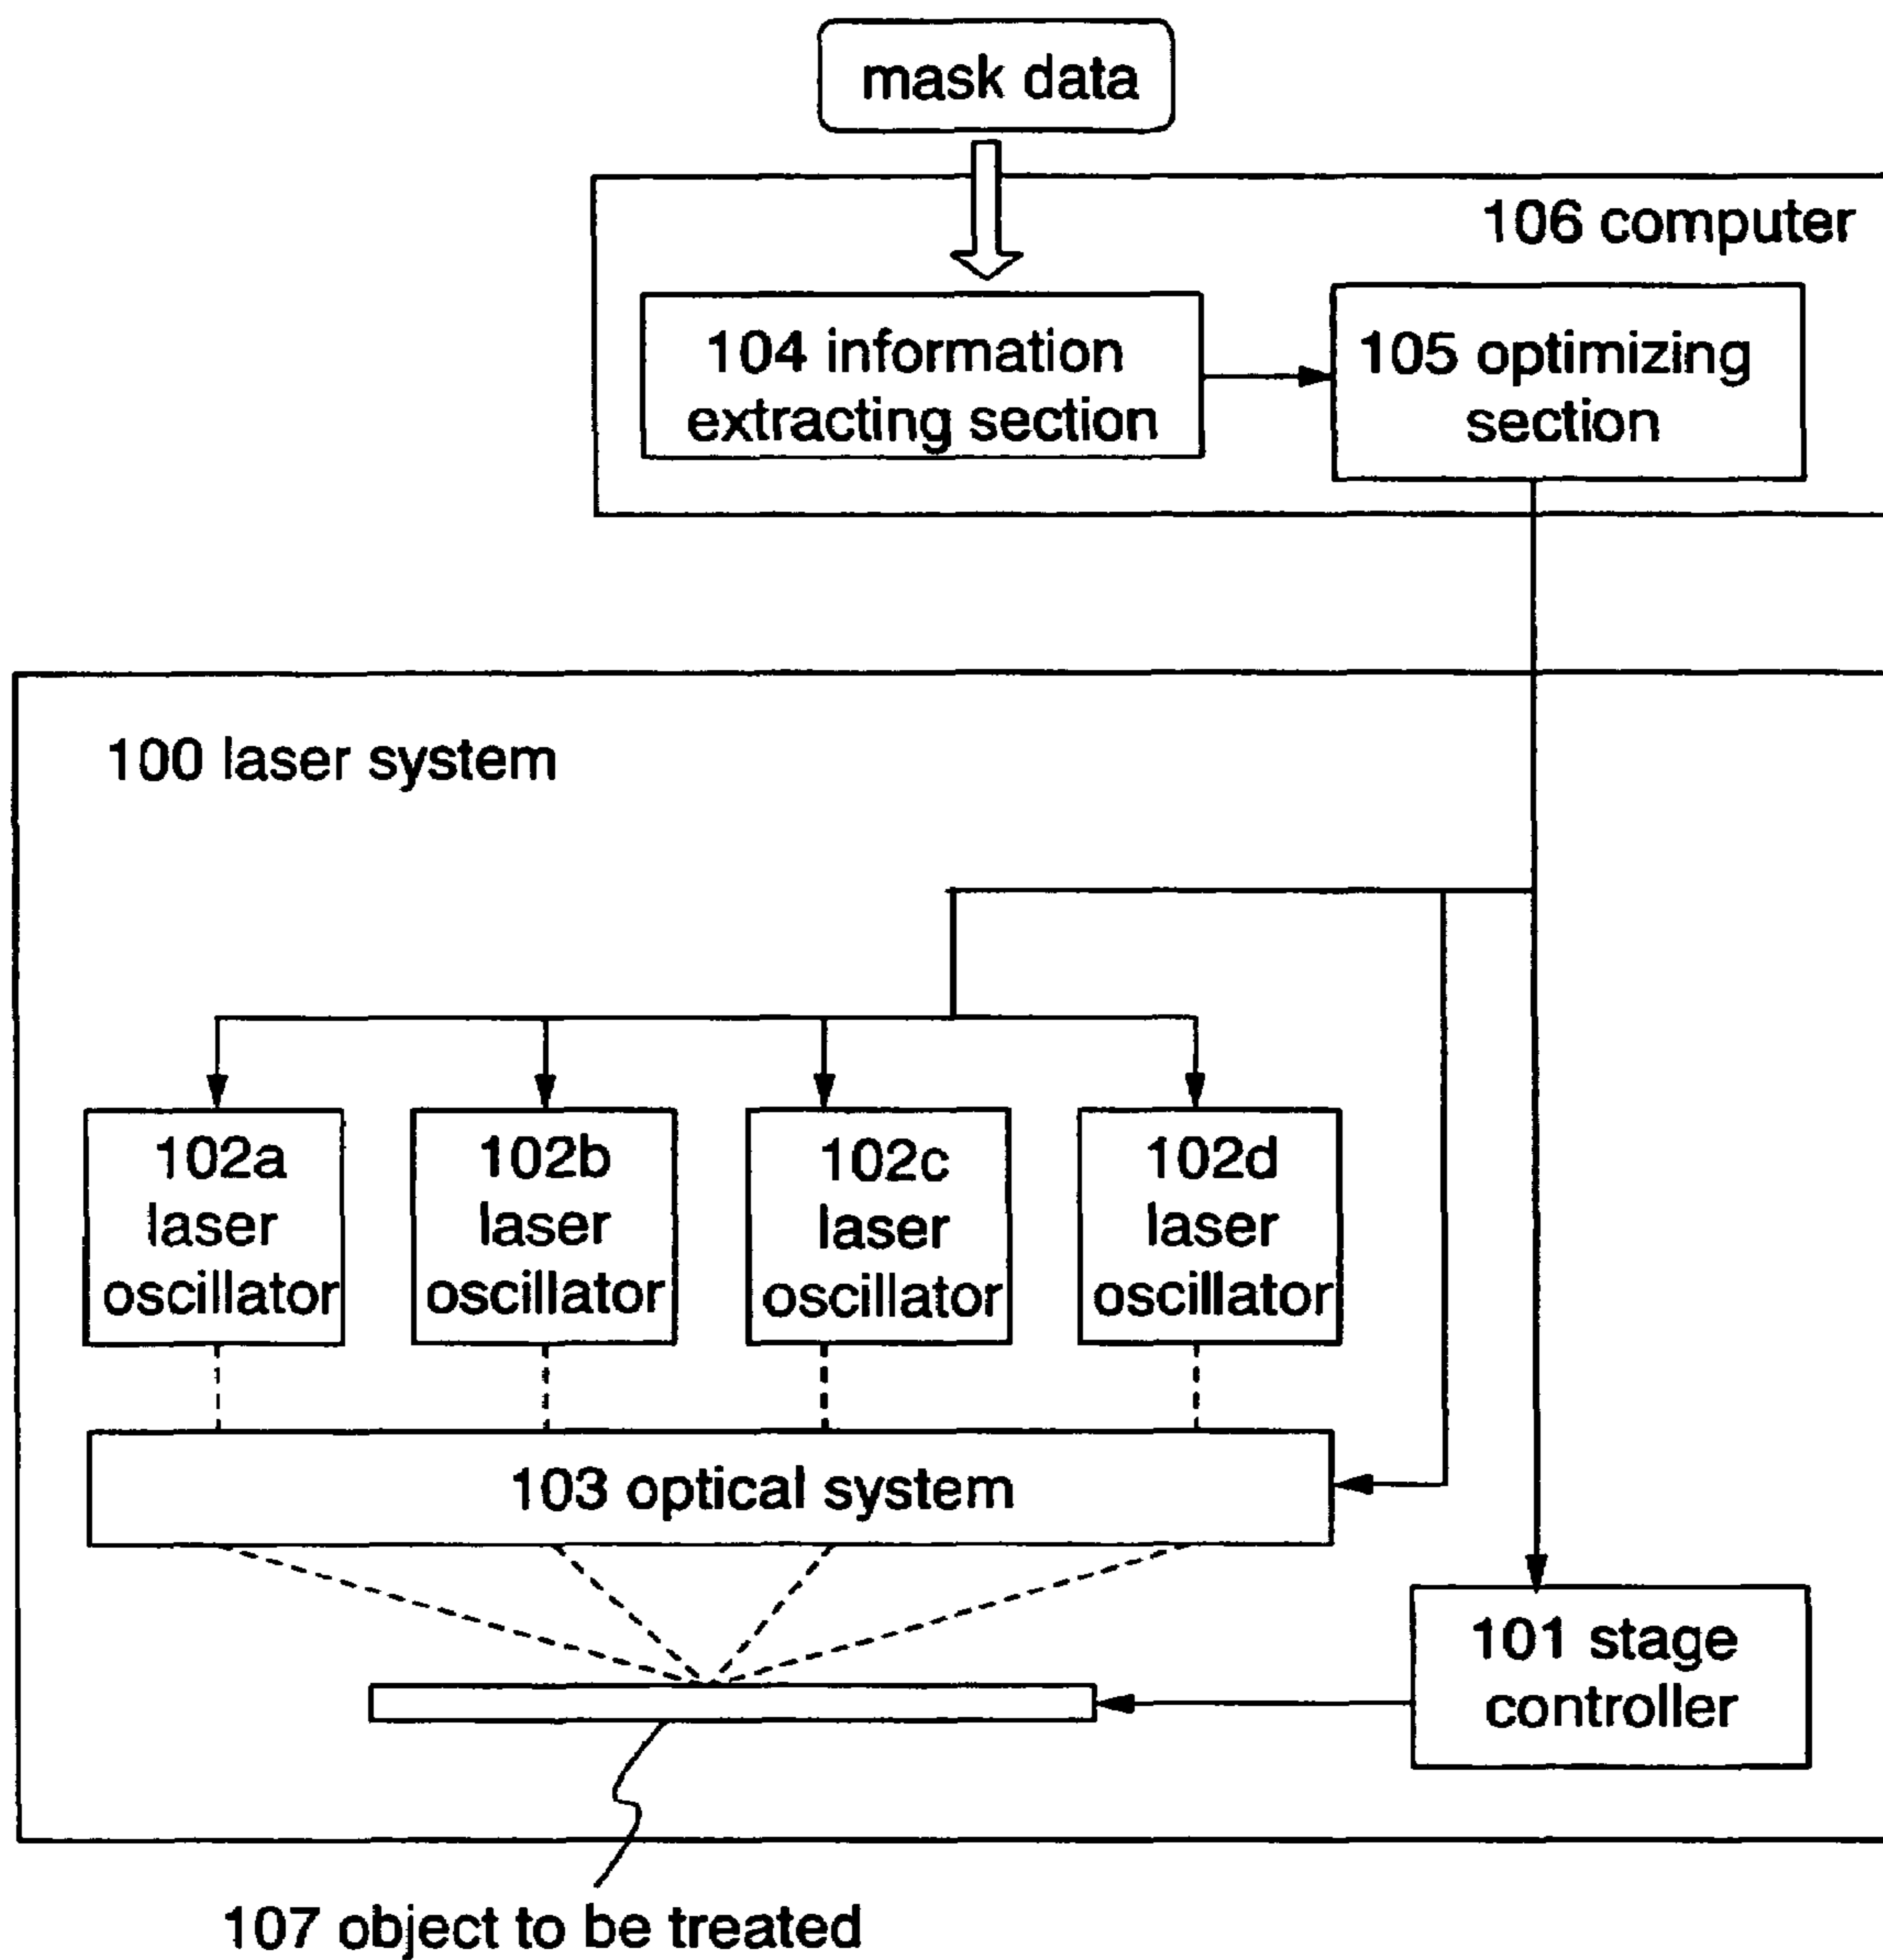 mask data
106 computer
104 information
extracting section
105 optimizing
section
100 laser system
102a
laser
oscillator
102b
laser
oscillator
102c
laser
oscillator
102d
laser
oscillator
103 optical system
101 stage
controller
107 object to be treated